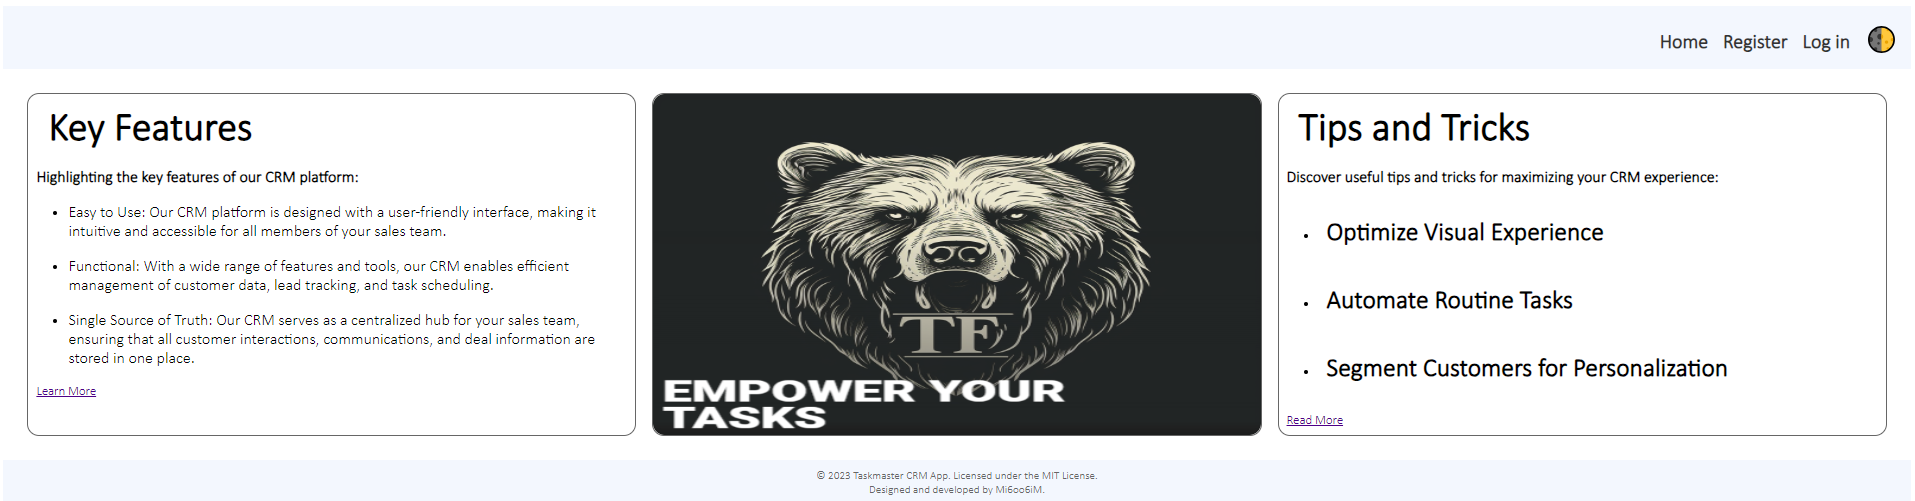 Home Register Log in
Key Features
Highlighting the key features of our CRM platform:
Easy to Use: Our CRM platform is designed with a user-friendly interface, making it
intuitive and accessible for all members of your sales team.
Functional: With a wide range of features and tools, our CRM enables efficient
management of customer data, lead tracking, and task scheduling.
Single Source of Truth: Our CRM serves as a centralized hub for your sales team,
ensuring that all customer interactions, communications, and deal information are
stored in one place.
Learn More
TF
EMPOWER YOUR
TASKS
Tips and Tricks
Discover useful tips and tricks for maximizing your CRM experience:
Optimize Visual Experience
Automate Routine Tasks
Segment Customers for Personalization
Read More
© 2023 Taskmaster CRM App. Licensed under the MIT License.
Designed and developed by Mi6oo6iM.